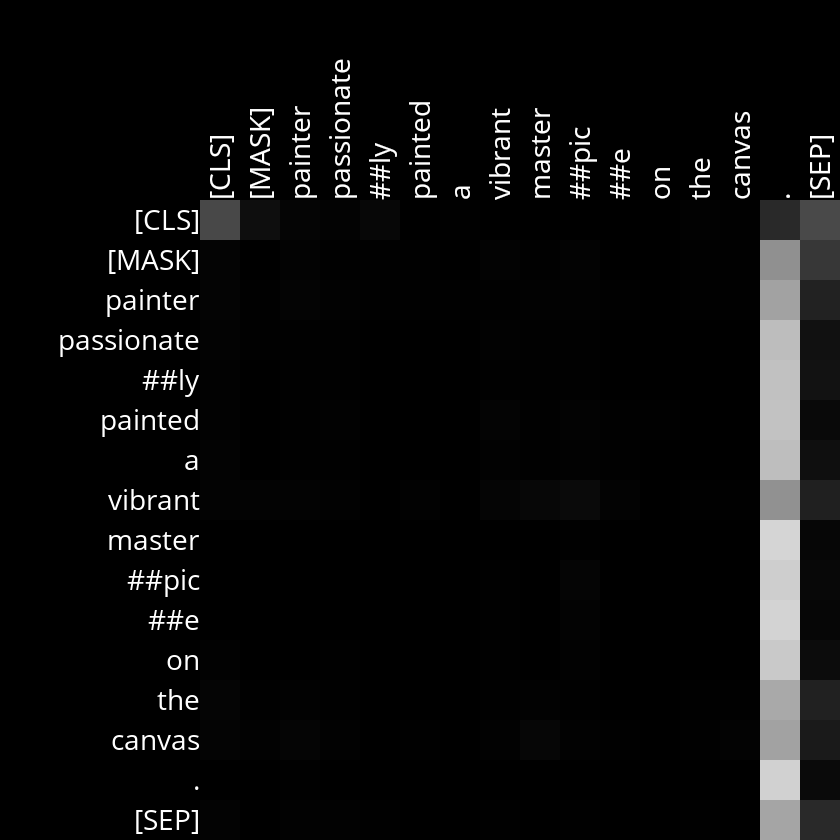 [CLS]
[MASK]
painter
passionate
##ly
painted
a
vibrant
master
##pic
##e
on
the
canvas
.
[SEP]
[CLS]
[MASK]
painter
passionate
##ly
painted
a
vibrant
master
##pic
##e
on
the
canvas
.
[SEP]